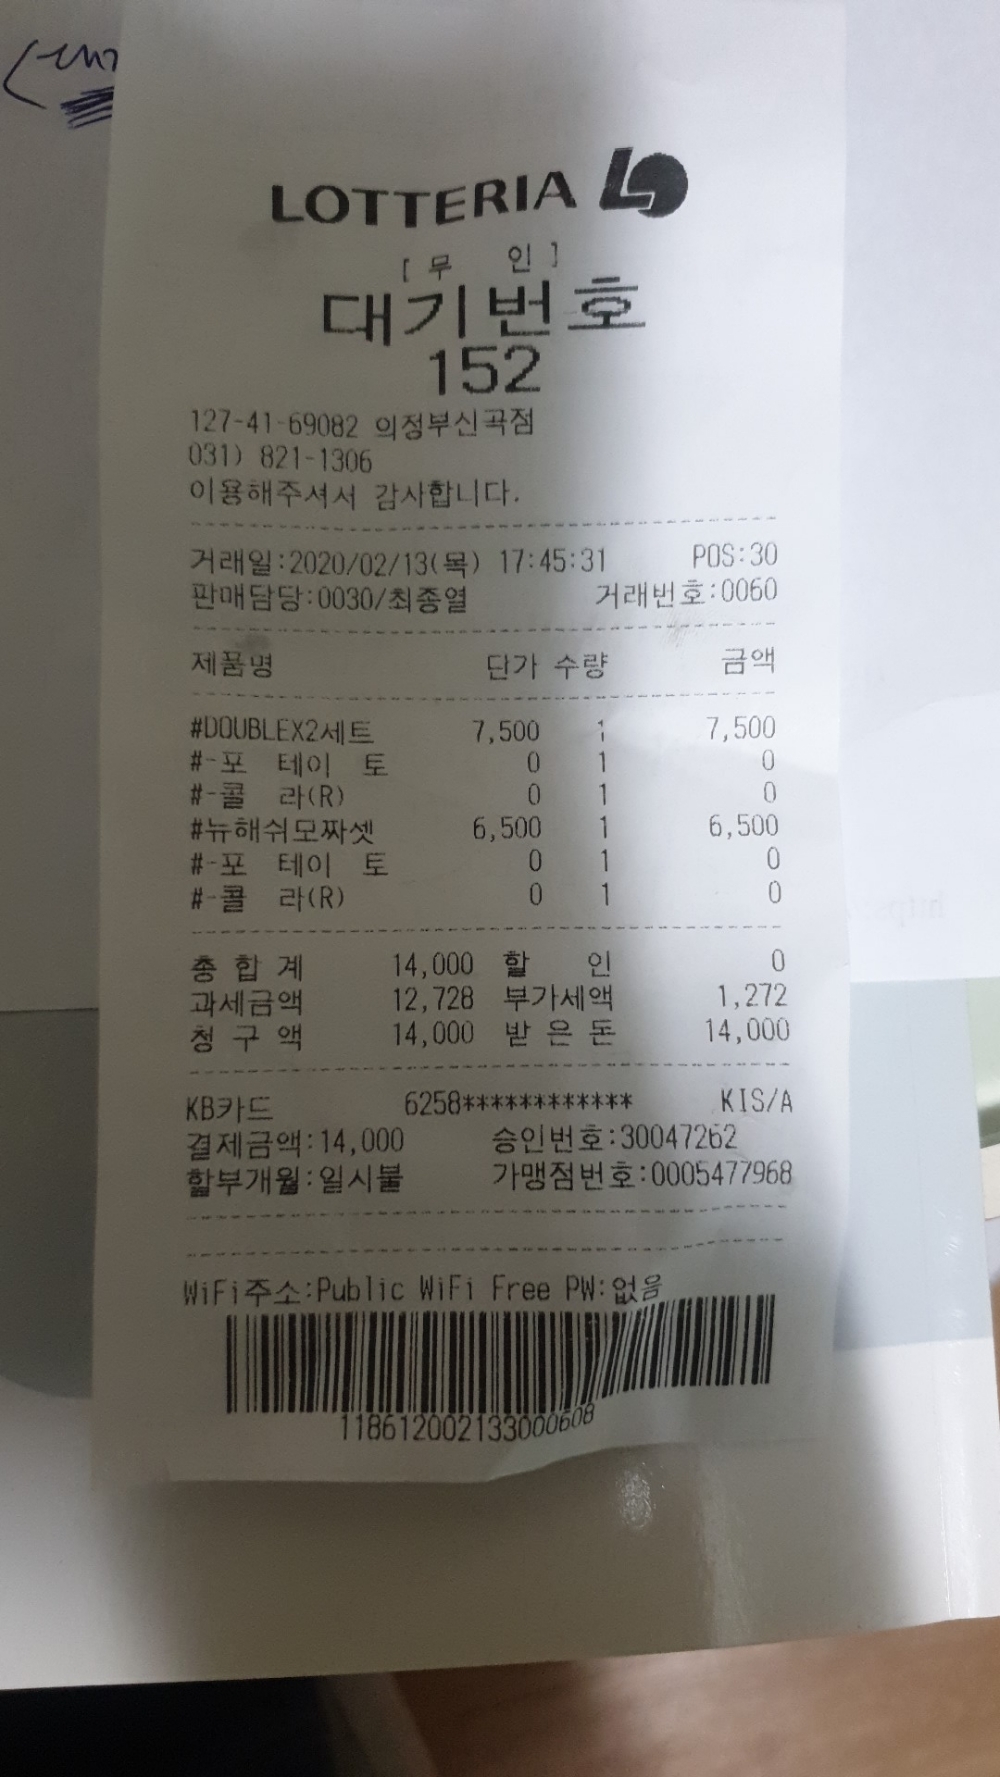 LOTTERIA
[무 인]
대기번호
152
127-41-69082 의정부신곡점
031) 821-1306
이용해주셔서 감사합니다.
거래일:2020/02/13(목) 17:45:31 POS:30
판매담당:0030/최종열 거래번호:0060
제품명 단가 수량 금액
#DOUBLEX2세트 7,500 1 7,500
#-포 테이 토 0 1 0
#-콜 라(R) 0 1 0
#뉴해쉬모짜셋 6,500 1 6,500
#-포 테이 토 0 1 0
#-콜 라(R) 0 1 0
총 합 계 14,000 할 인 0
과세금액 12,728 부가세액 1,272
청 구 액 14,000 받 은 돈 14,000
KB카드 6258************ KIS/A
결제금액:14,000 승인번호:30047262
할부개월:일시불 가맹점번호:0005477968
WiFi주소:Public WiFi Free PW:없음
118612002133000608